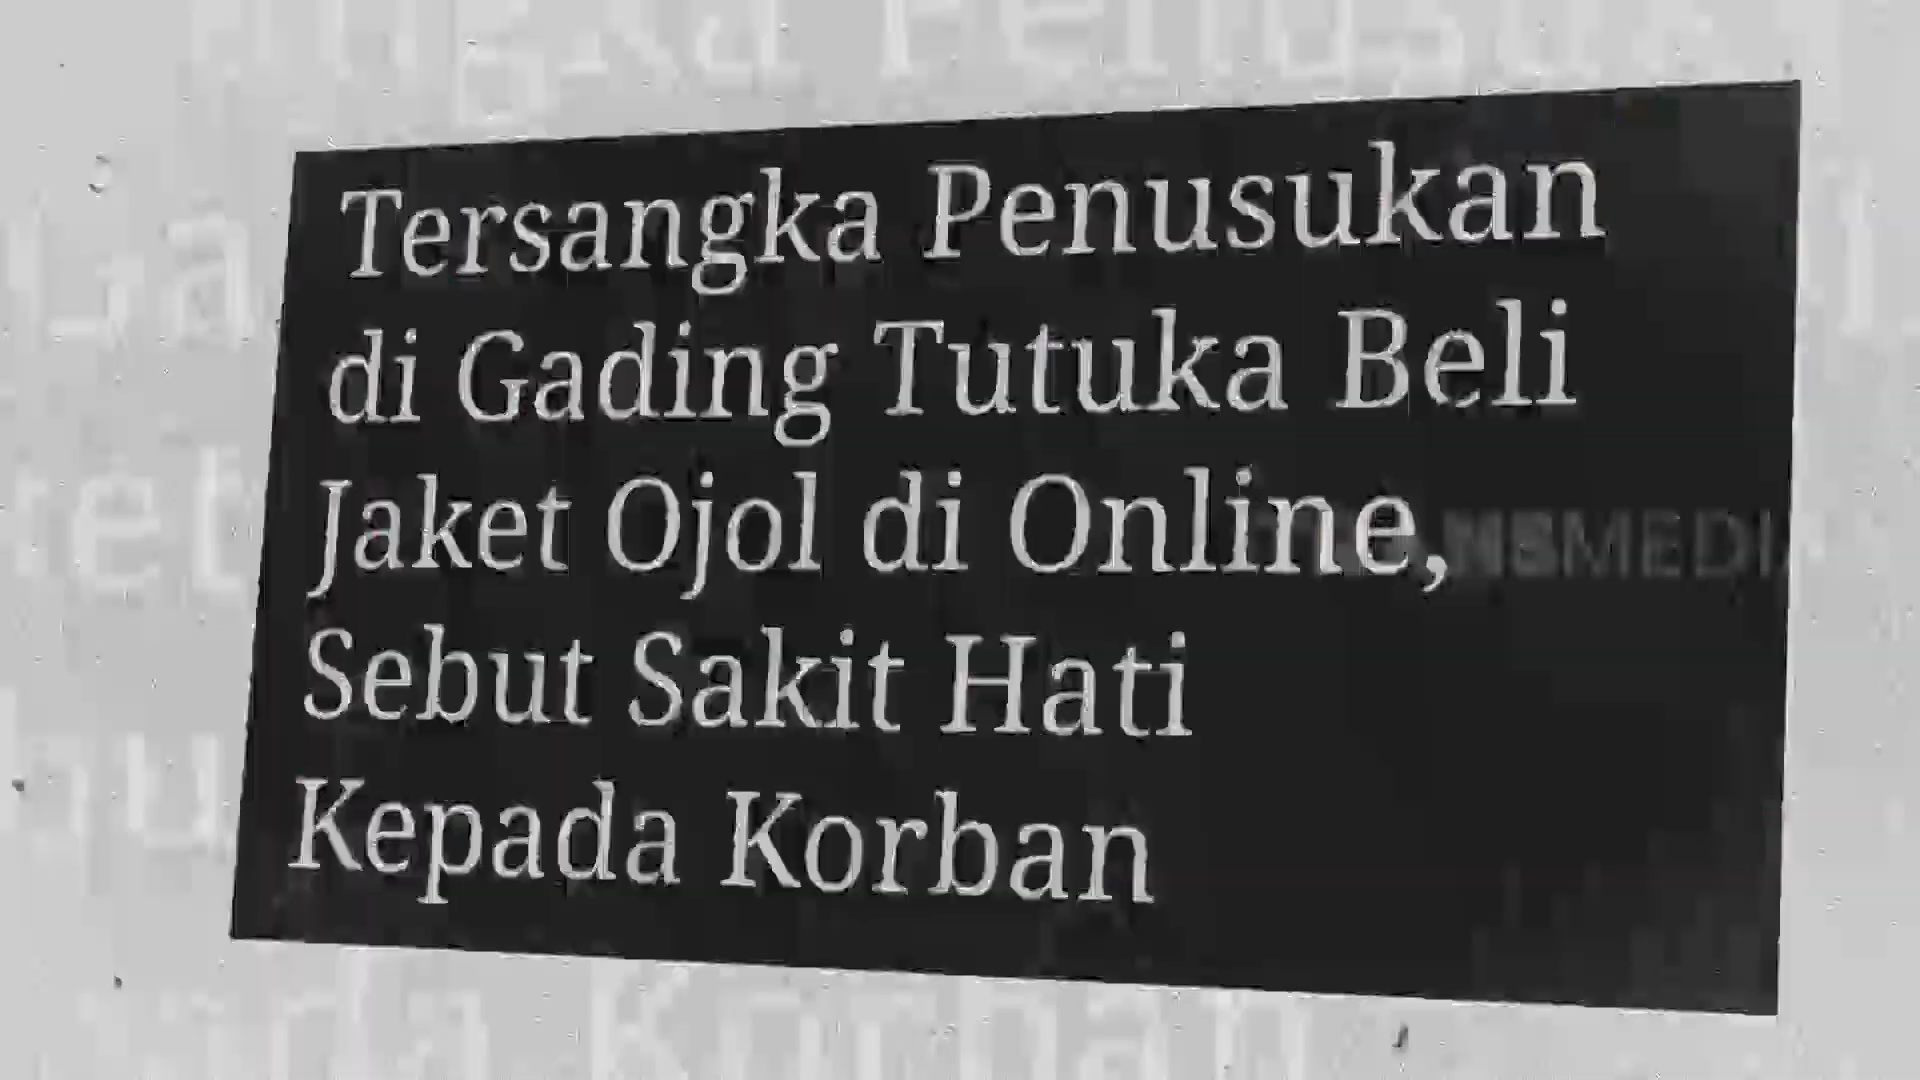 Tersangka Penusukan
di Gading Tutuka Beli
Jaket Ojol di Online,
Sebut Sakit Hati
Kepada Korban